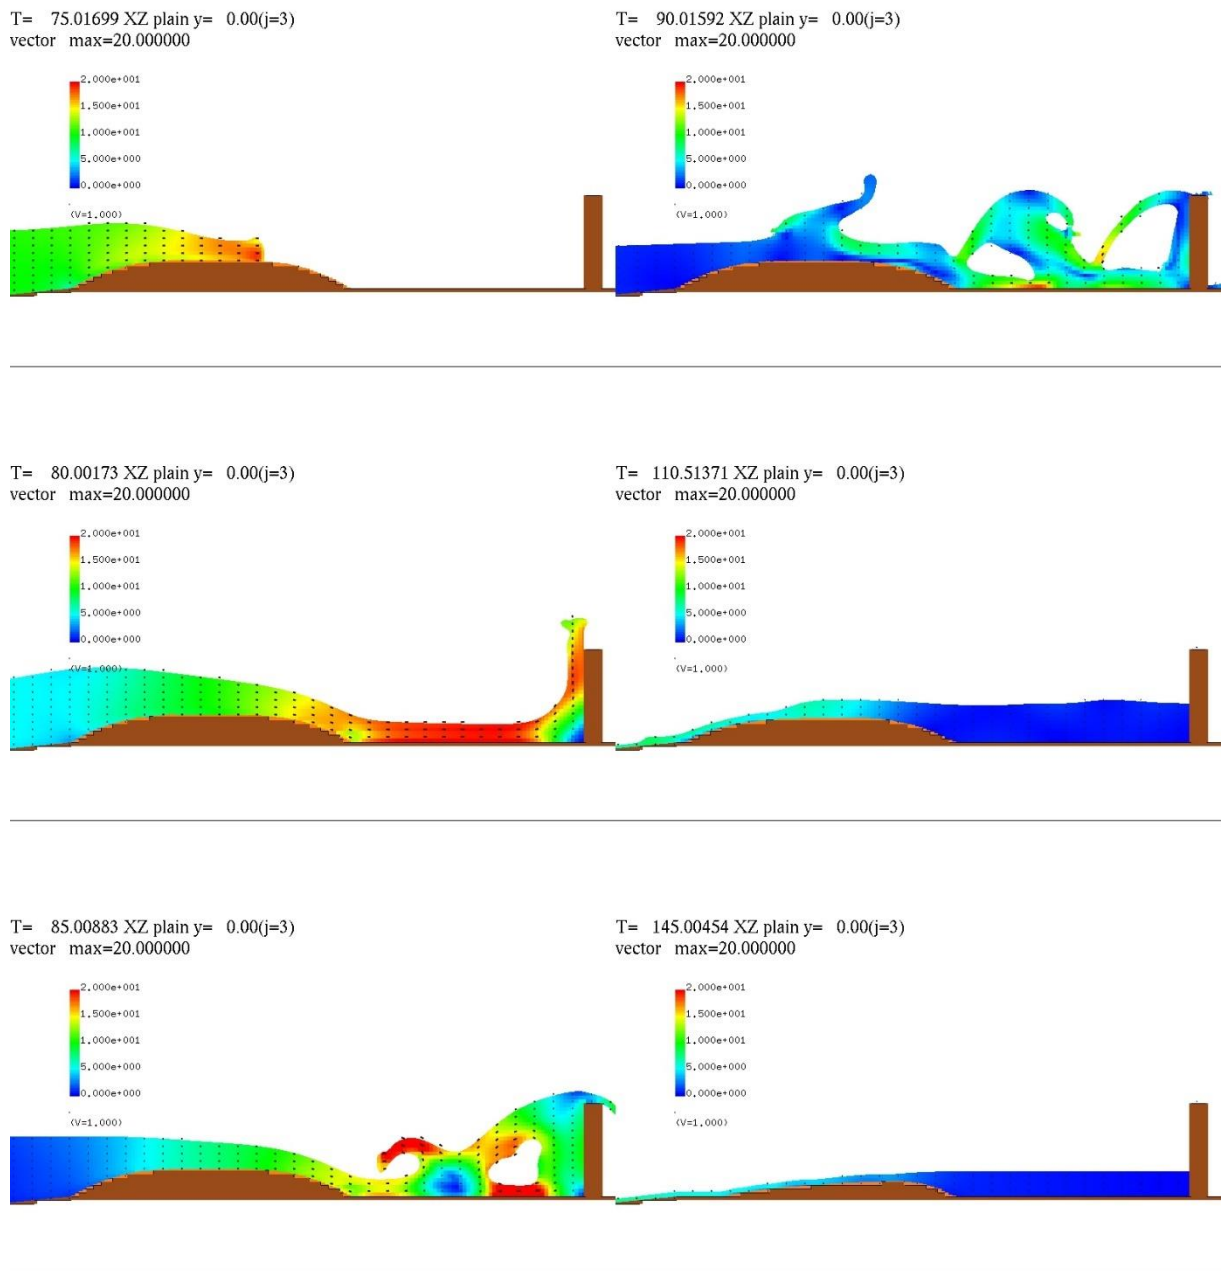 T= 75.01699 XZ plain y= 0.00(j=3)
vector max=20.000000
2.000e+001
1.500e+001
1.000e+001
5.000e+000
0.000e+000
(V=1.000)
T= 90.01592 XZ plain y= 0.00(j=3)
vector max=20.000000
2.000e+001
1.500e+001
1.000e+001
5.000e+000
0.000e+000
(V=1.000)
T= 80.00173 XZ plain y= 0.00(j=3)
vector max=20.000000
2.000e+001
1.500e+001
1.000e+001
5.000e+000
0.000e+000
(V=1.000)
T= 110.51371 XZ plain y= 0.00(j=3)
vector max=20.000000
2.000e+001
1.500e+001
1.000e+001
5.000e+000
0.000e+000
(V=1.000)
T= 85.00883 XZ plain y= 0.00(j=3)
vector max=20.000000
2.000e+001
1.500e+001
1.000e+001
5.000e+000
0.000e+000
(V=1.000)
T= 145.00454 XZ plain y= 0.00(j=3)
vector max=20.000000
2.000e+001
1.500e+001
1.000e+001
5.000e+000
0.000e+000
(V=1.000)